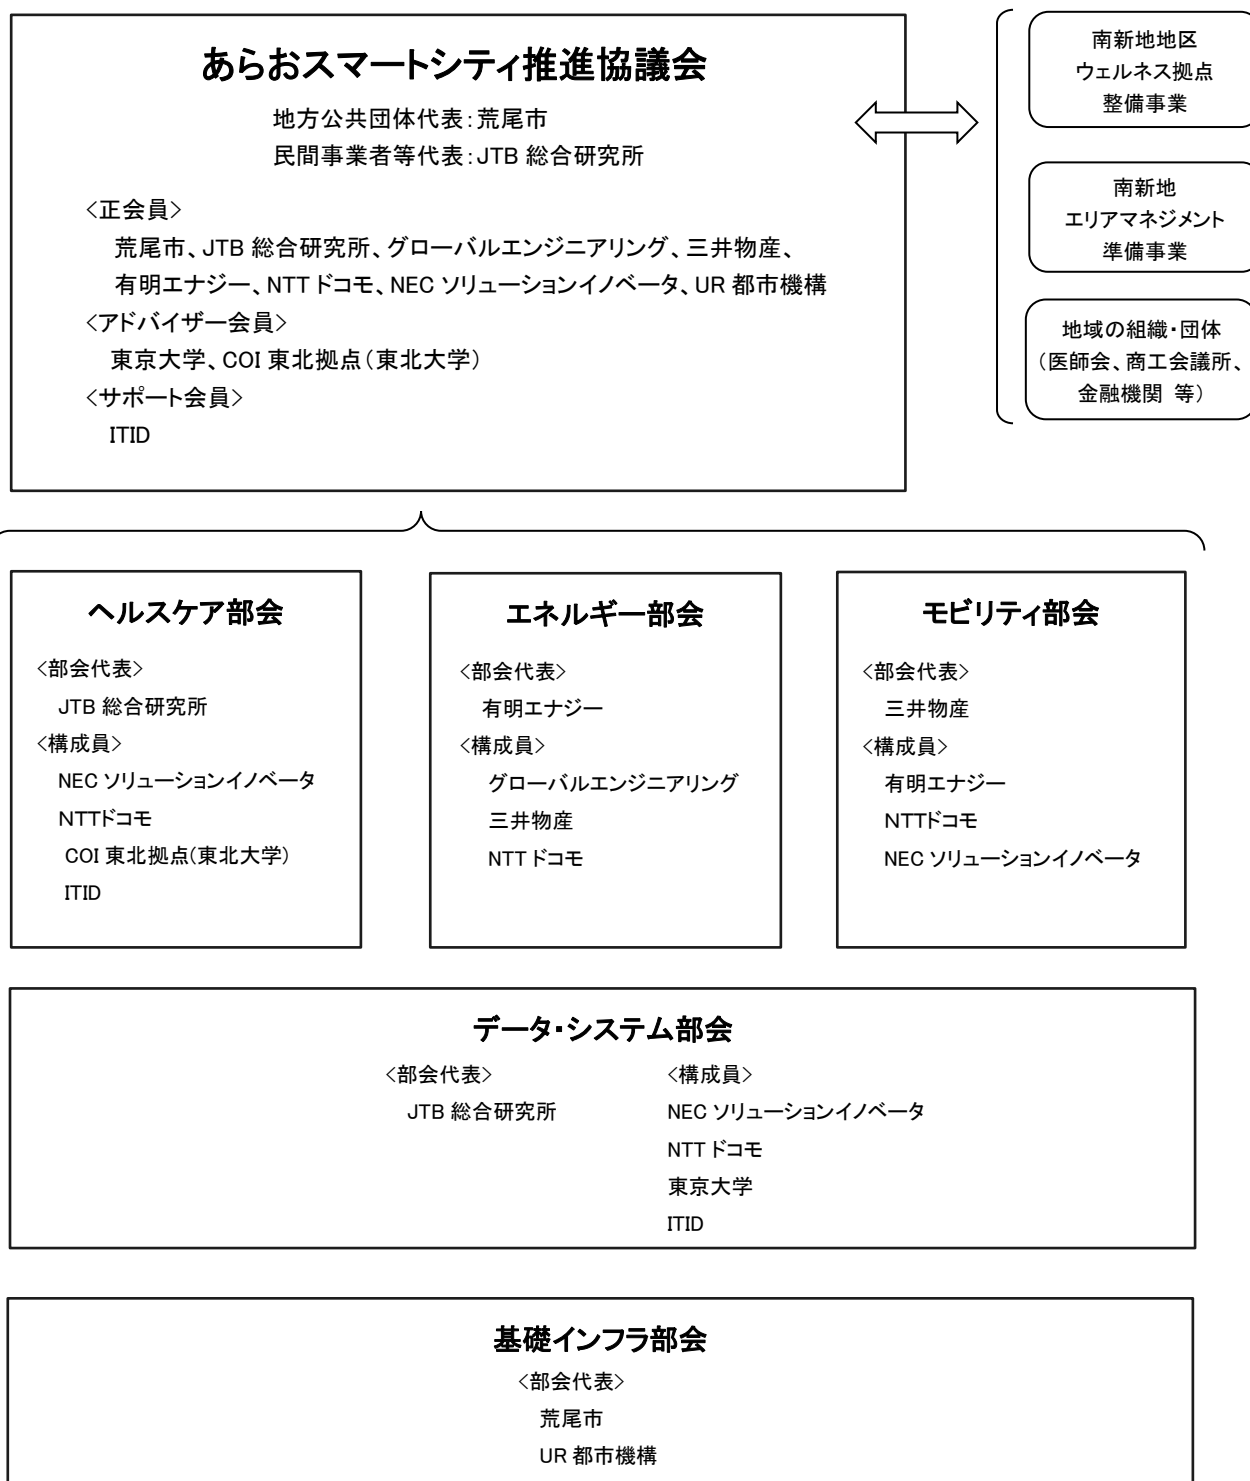 あらおスマートシティ推進協議会
地方公共団体代表：荒尾市
民間事業者等代表：JTB 総合研究所
＜正会員＞
荒尾市、JTB 総合研究所、グローバルエンジニアリング、三井物産、
有明エナジー、NTT ドコモ、NEC ソリューションイノベータ、UR 都市機構
＜アドバイザー会員＞
東京大学、COI 東北拠点（東北大学）
＜サポート会員＞
ITID
南新地地区
ウェルネス拠点
整備事業
南新地
エリアマネジメント
準備事業
地域の組織・団体
（医師会、商工会議所、
金融機関 等）
ヘルスケア部会
＜部会代表＞
JTB 総合研究所
＜構成員＞
NEC ソリューションイノベータ
NTTドコモ
COI 東北拠点(東北大学)
ITID
エネルギー部会
＜部会代表＞
有明エナジー
＜構成員＞
グローバルエンジニアリング
三井物産
NTT ドコモ
モビリティ部会
＜部会代表＞
三井物産
＜構成員＞
有明エナジー
NTTドコモ
NEC ソリューションイノベータ
データ・システム部会
＜部会代表＞
JTB 総合研究所
＜構成員＞
NEC ソリューションイノベータ
NTT ドコモ
東京大学
ITID
基礎インフラ部会
＜部会代表＞
荒尾市
UR 都市機構